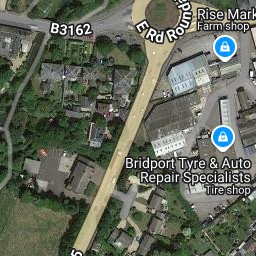 B3162
E Rd Roun
Rise Mark
Farm shop
Bridport Tyre & Auto
Repair Specialists
Tire shop